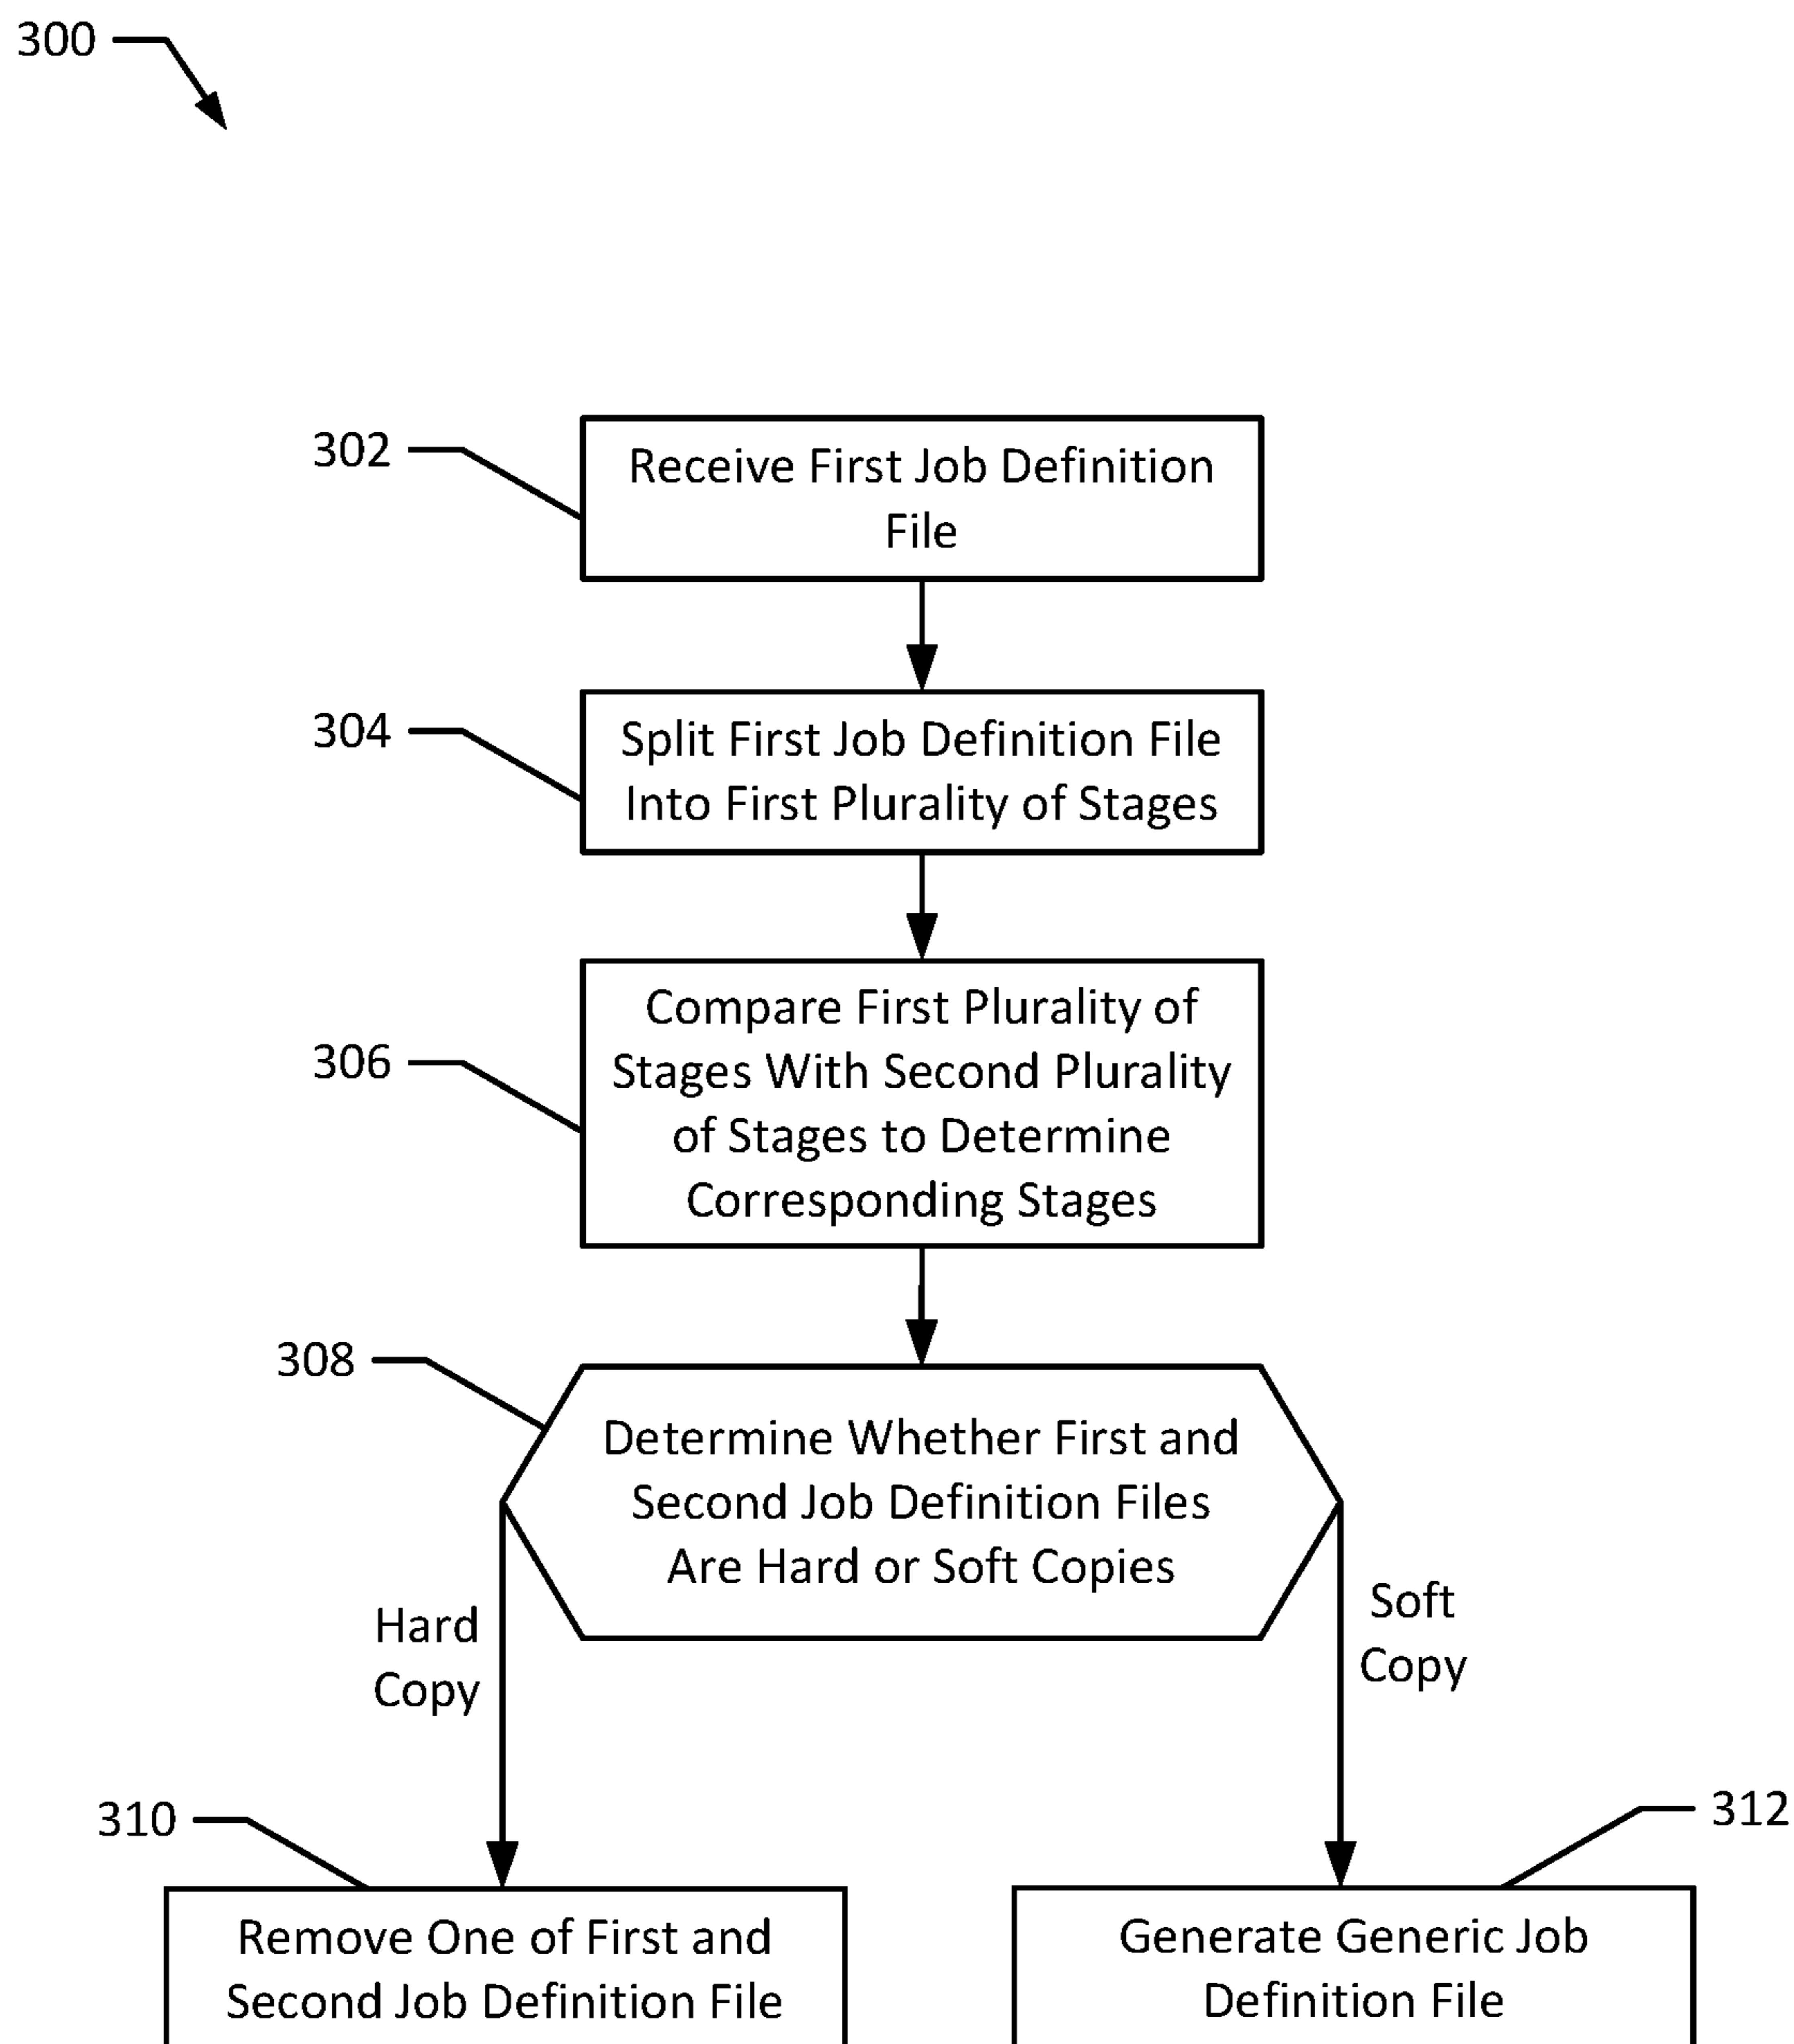 300
302
Receive First Job Definition
File
304
Split First Job Definition File
Into First Plurality of Stages
306
Compare First Plurality of
Stages With Second Plurality
of Stages to Determine
Corresponding Stages
308
Determine Whether First and
Second Job Definition Files
Are Hard or Soft Copies
Hard
Copy
Soft
Copy
310
Remove One of First and
Second Job Definition File
312
Generate Generic Job
Definition File